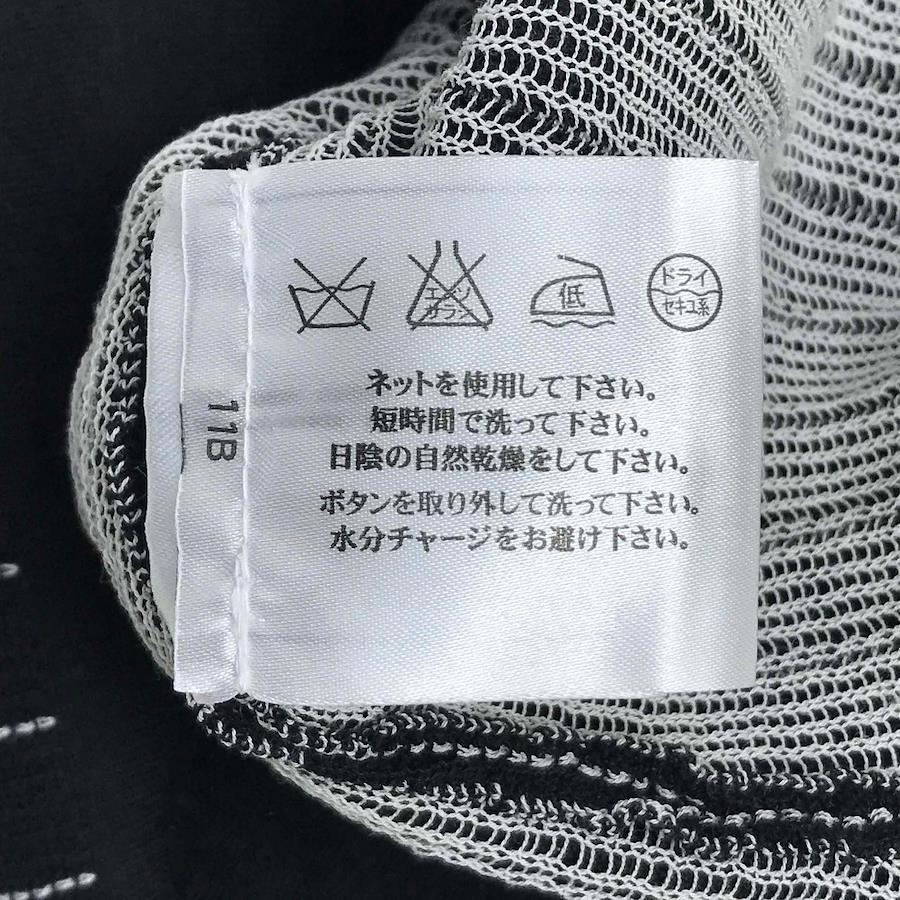 エンソ
サラシ
低
ドライ
セキユ系
ネットを使用して下さい。
短時間で洗って下さい。
日陰の自然乾燥をして下さい。
ボタンを取り外して洗って下さい。
水分チャージをお避け下さい。
11B